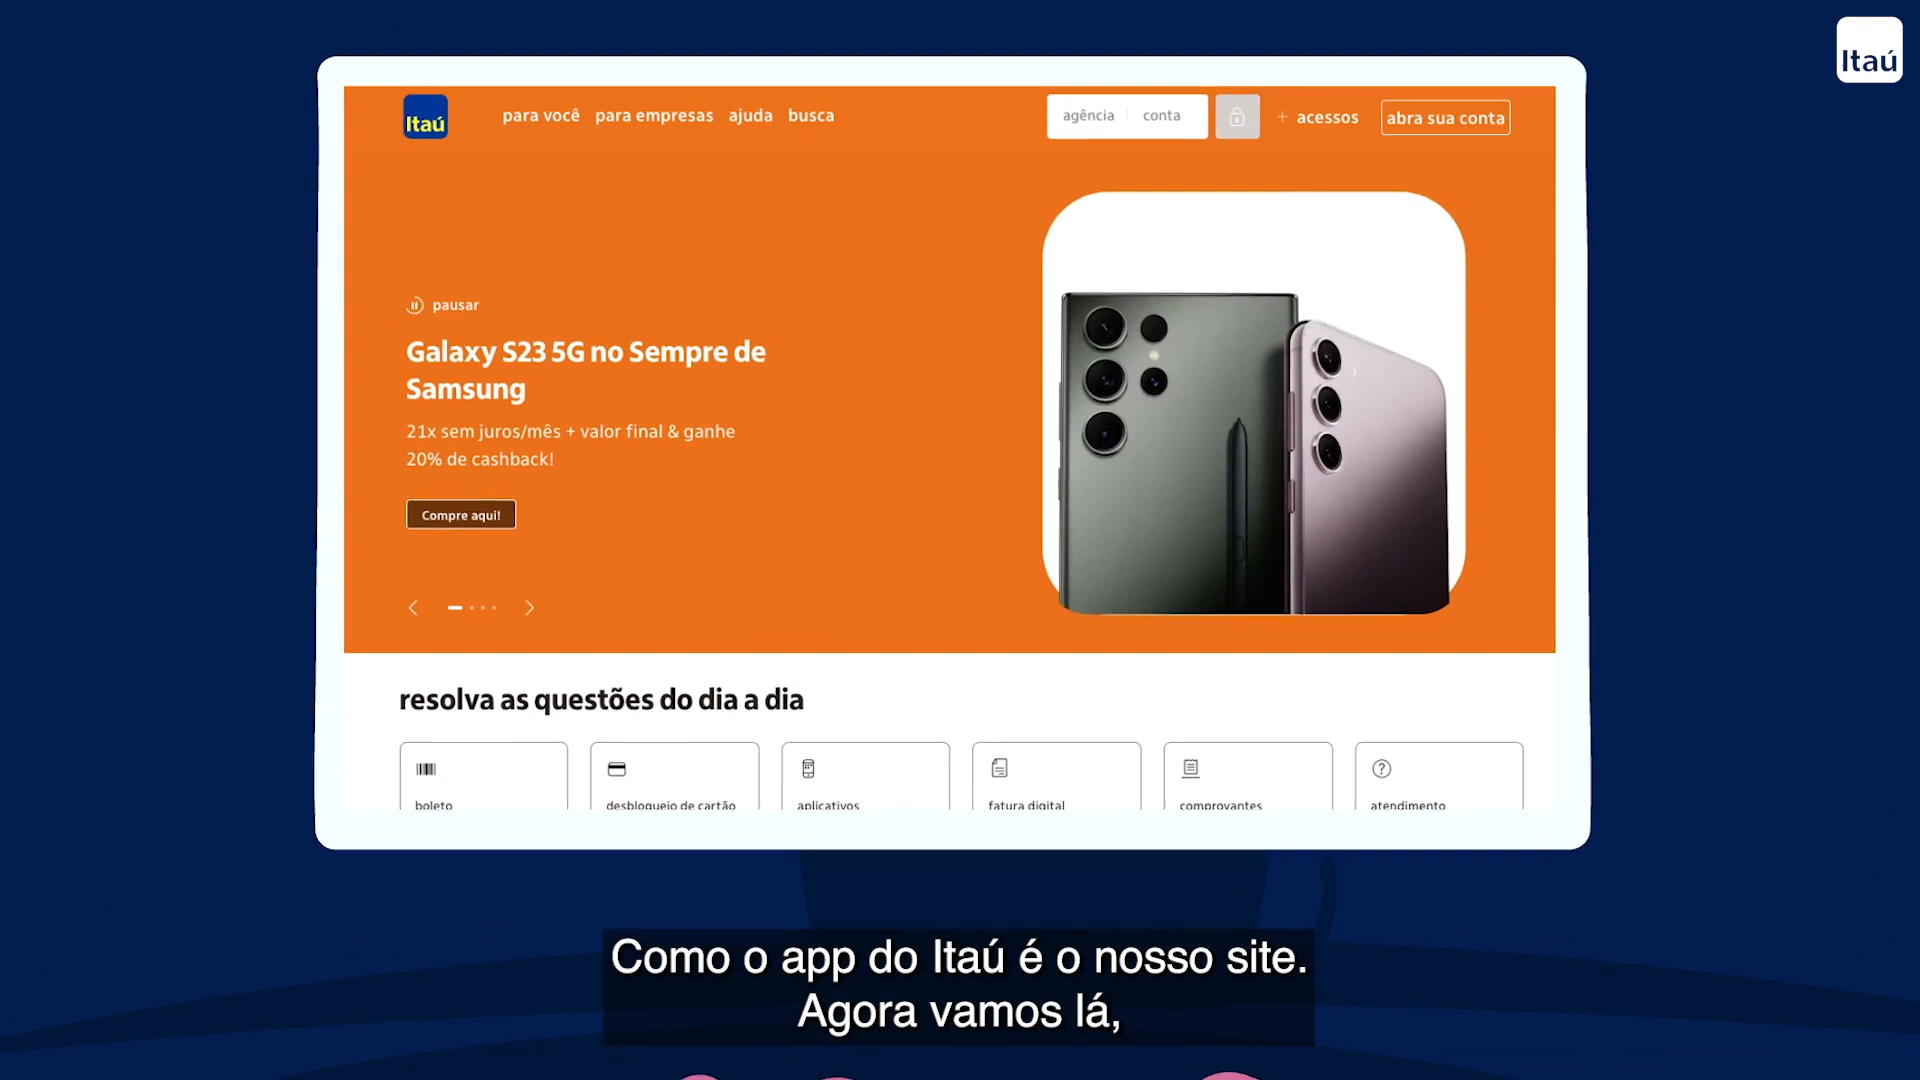 Itaú
Itaú
para você para empresas ajuda busca
agência conta
+ acessos
abra sua conta
pausar
Galaxy S23 5G no Sempre de
Samsung
21x sem juros/mês + valor final & ganhe
20% de cashback!
Compre aqui!
resolva as questões do dia a dia
boleto
desbloqueio de cartão
aplicativos
fatura digital
comprovantes
atendimento
Como o app do Itaú é o nosso site.
Agora vamos lá,